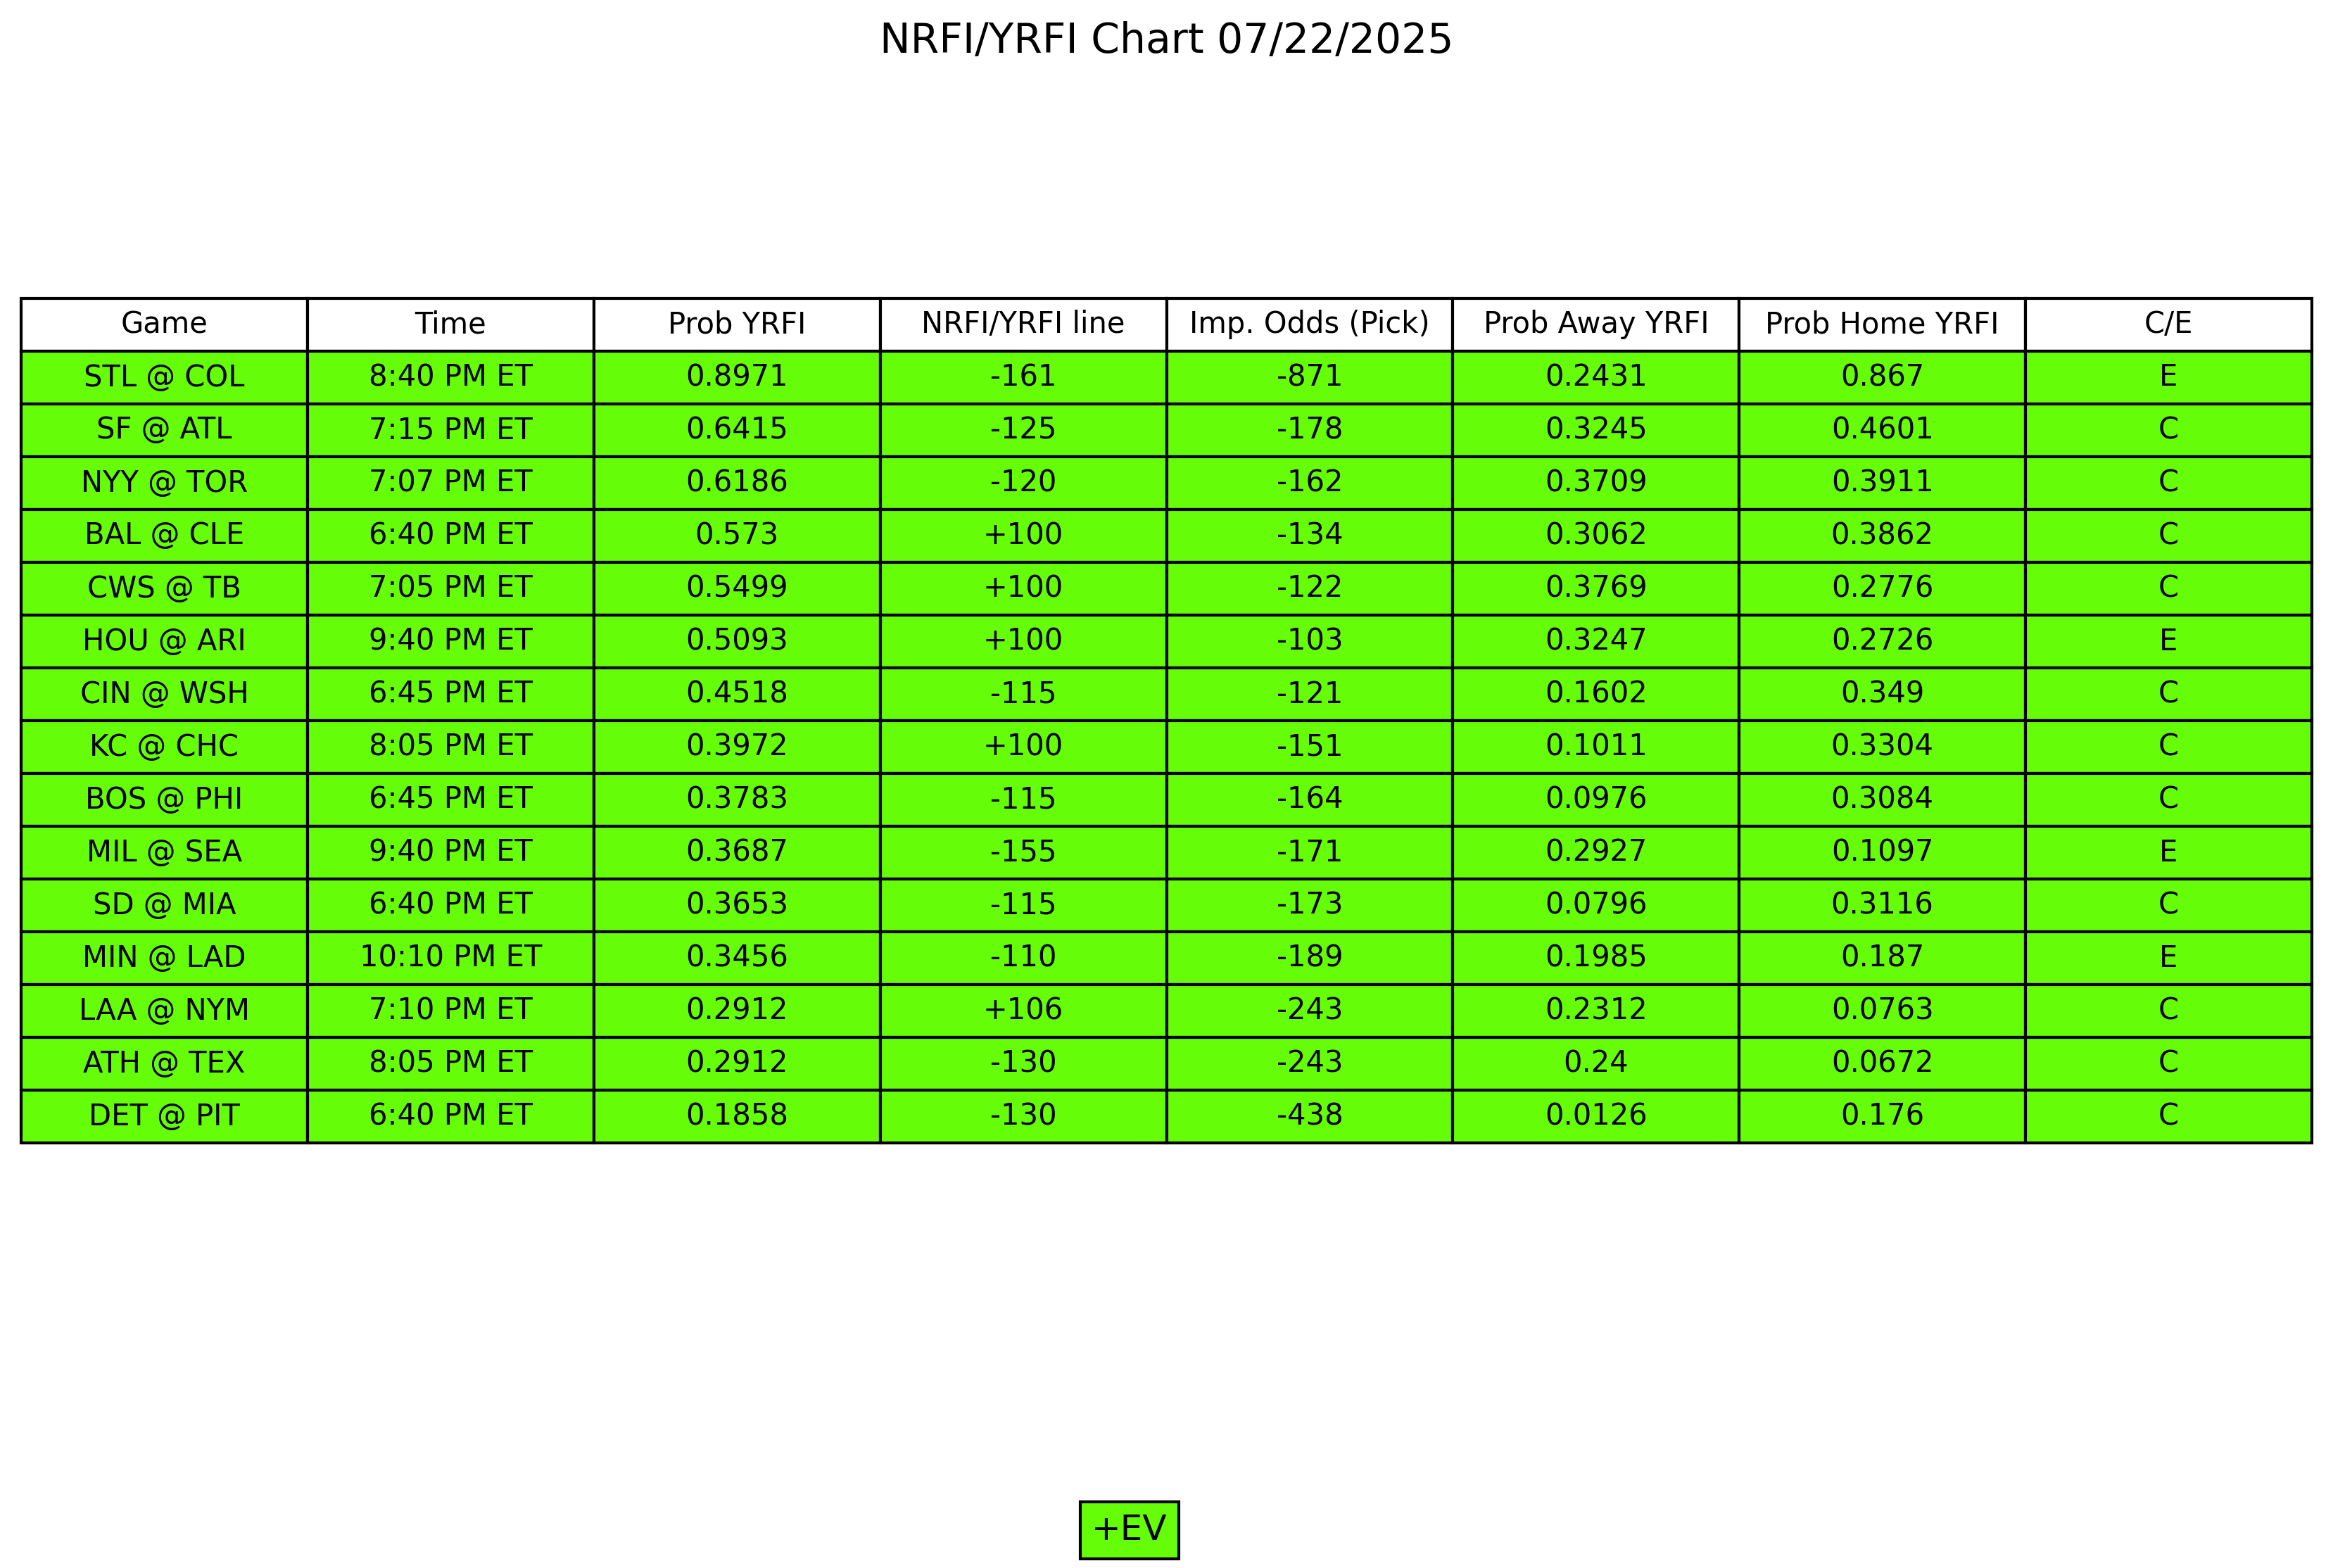 NRFI/YRFI Chart 07/22/2025
Game Time Prob YRFI NRFI/YRFI line Imp. Odds (Pick) Prob Away YRFI Prob Home YRFI C/E
STL @ COL 8:40 PM ET 0.8971 -161 -871 0.2431 0.867 E
SF @ ATL 7:15 PM ET 0.6415 -125 -178 0.3245 0.4601 C
NYY @ TOR 7:07 PM ET 0.6186 -120 -162 0.3709 0.3911 C
BAL @ CLE 6:40 PM ET 0.573 +100 -134 0.3062 0.3862 C
CWS @ TB 7:05 PM ET 0.5499 +100 -122 0.3769 0.2776 C
HOU @ ARI 9:40 PM ET 0.5093 +100 -103 0.3247 0.2726 E
CIN @ WSH 6:45 PM ET 0.4518 -115 -121 0.1602 0.349 C
KC @ CHC 8:05 PM ET 0.3972 +100 -151 0.1011 0.3304 C
BOS @ PHI 6:45 PM ET 0.3783 -115 -164 0.0976 0.3084 C
MIL @ SEA 9:40 PM ET 0.3687 -155 -171 0.2927 0.1097 E
SD @ MIA 6:40 PM ET 0.3653 -115 -173 0.0796 0.3116 C
MIN @ LAD 10:10 PM ET 0.3456 -110 -189 0.1985 0.187 E
LAA @ NYM 7:10 PM ET 0.2912 +106 -243 0.2312 0.0763 C
ATH @ TEX 8:05 PM ET 0.2912 -130 -243 0.24 0.0672 C
DET @ PIT 6:40 PM ET 0.1858 -130 -438 0.0126 0.176 C
+EV